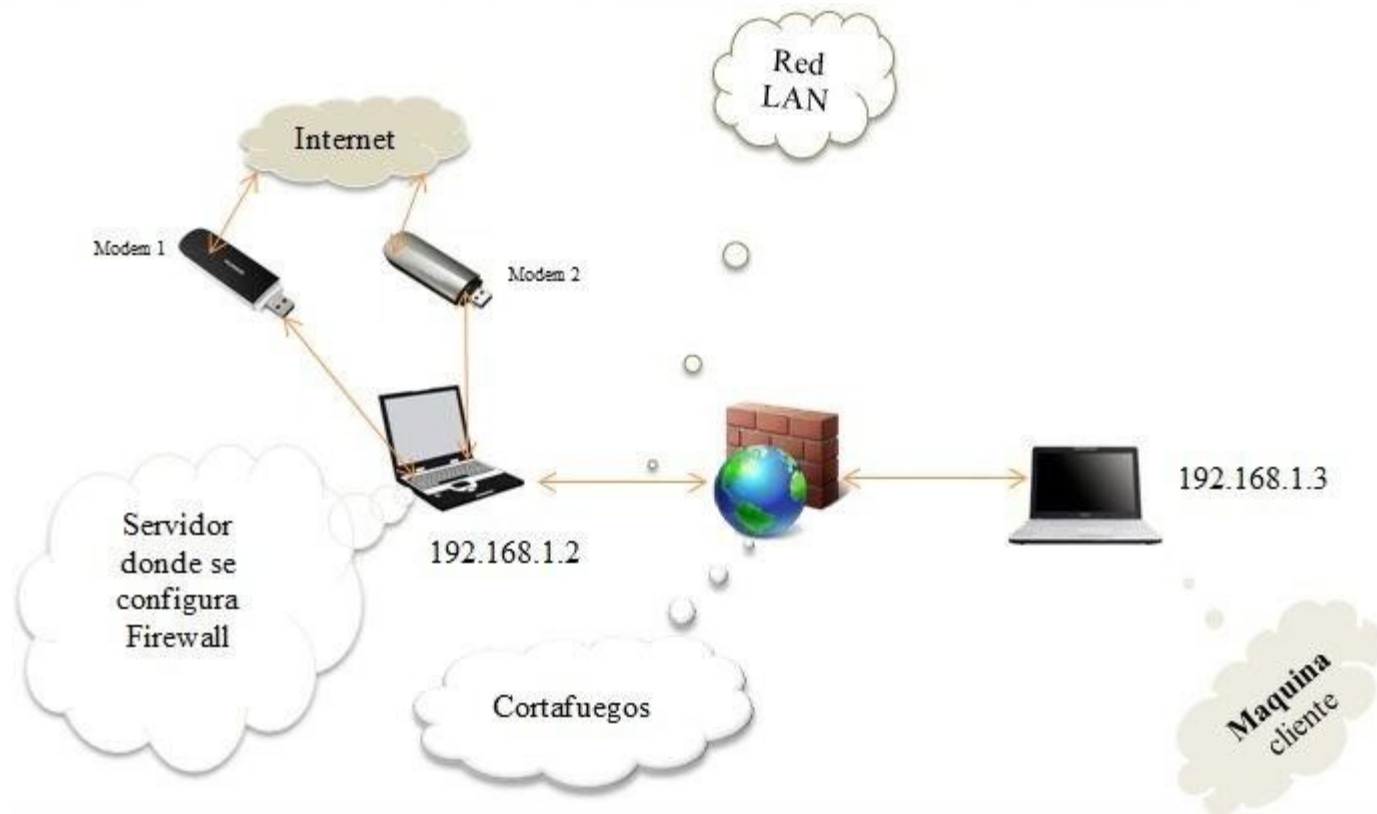 Red
LAN
Internet
Modem 1
Modem 2
192.168.1.3
Servidor
donde se
configura
Firewall
192.168.1.2
Cortafuegos
Maquina
cliente